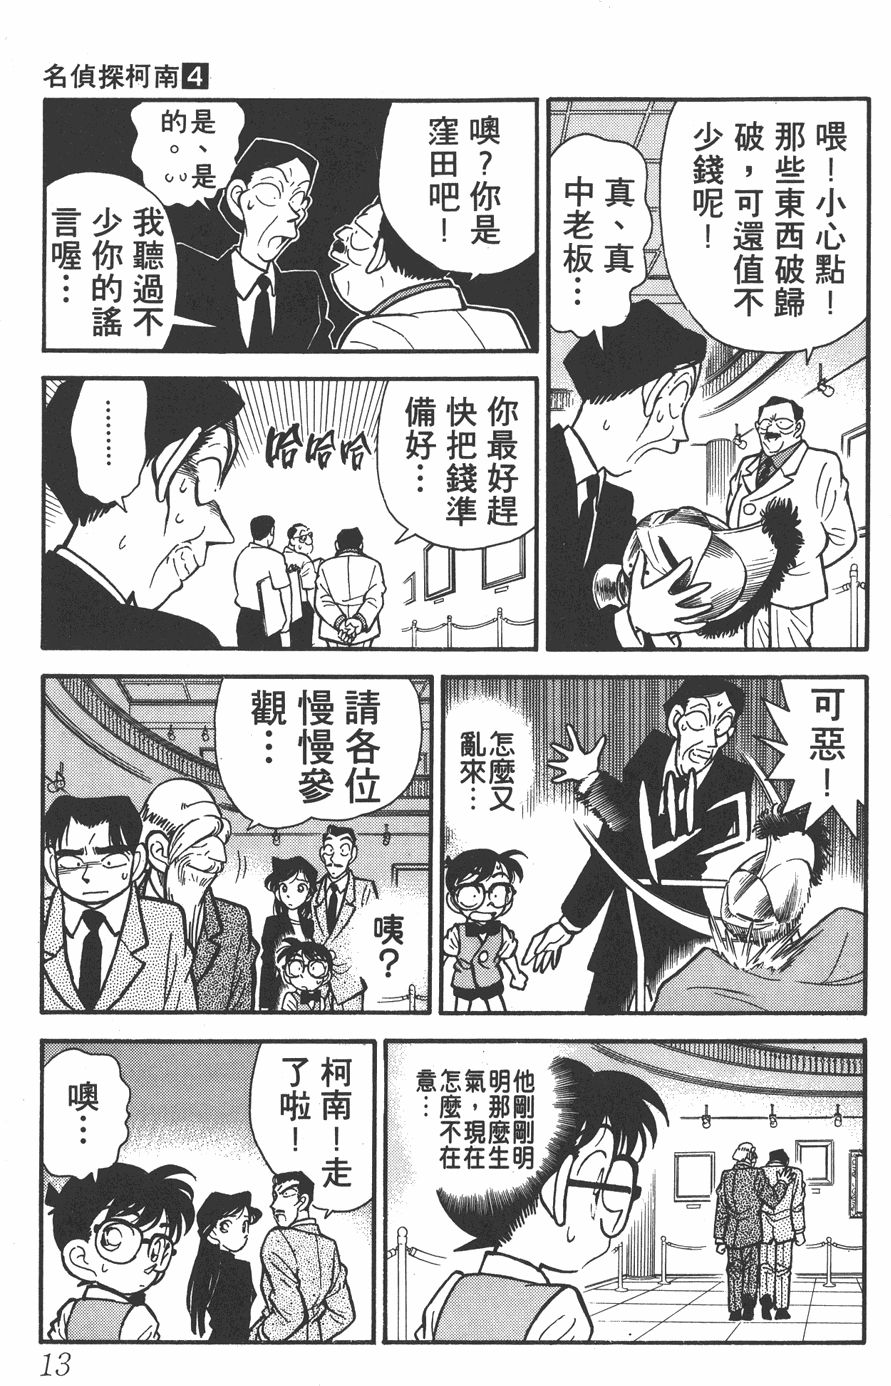 名偵探柯南4
喂！小心點！
那些東西破歸
破，可還值不
少錢呢！
真、真
中老板…
噢？你是
窪田吧！
是、是
的。
我聽過不
少你的謠
言喔…
你最好趕
快把錢準
備好…
哈哈哈
………
可惡！
怎麼又
亂來…
請各位
慢慢參
觀…
咦？
他剛剛明
明那麼生
氣，現在
怎麼不在
意…
柯南！走
了啦！
噢…
13